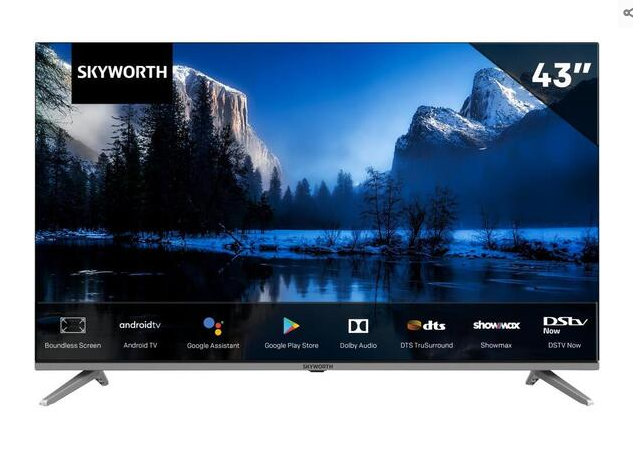 SKYWORTH
43”
androidtv
dts
showmax
DStv
Now
Boundless Screen
Android TV
Google Assistant
Google Play Store
Dolby Audio
DTS TruSurround
Showmax
DSTV Now
SKYWORTH